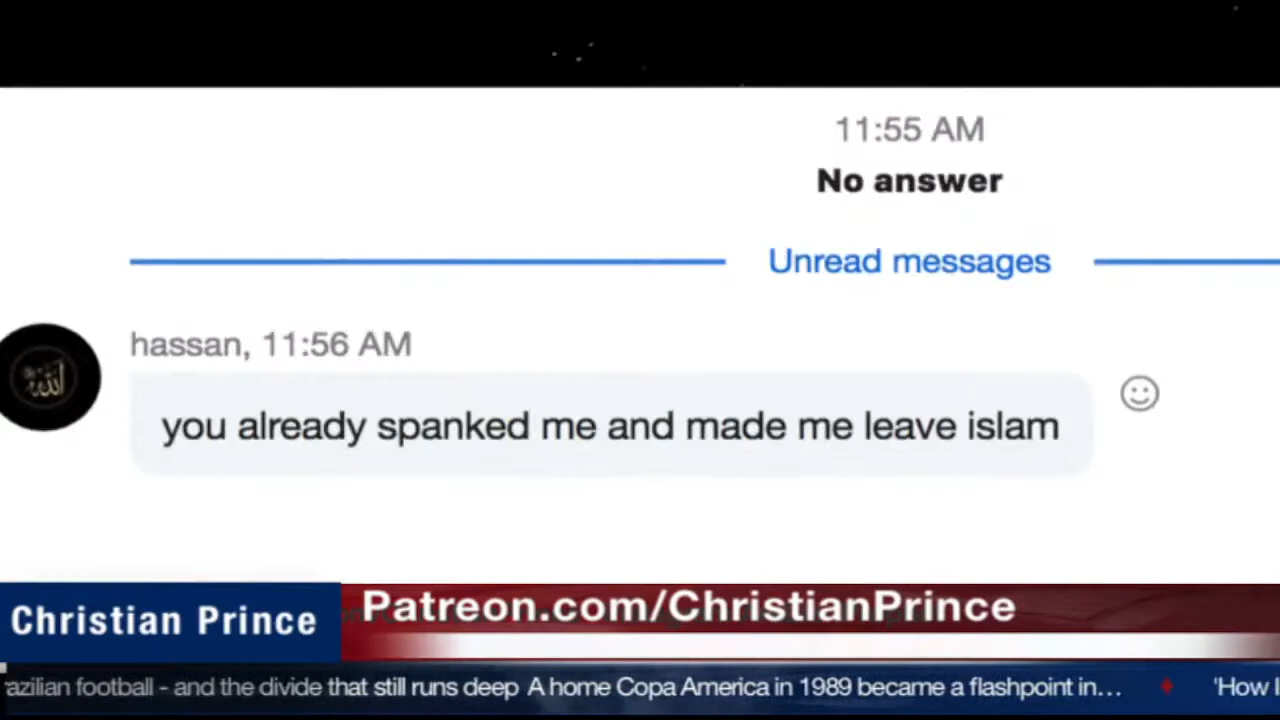 11:55 AM
No answer
Unread messages
hassan, 11:56 AM
you already spanked me and made me leave islam
Christian Prince
Patreon.com/ChristianPrince
azilian football - and the divide that still runs deep A home Copa America in 1989 became a flashpoint in... 'How